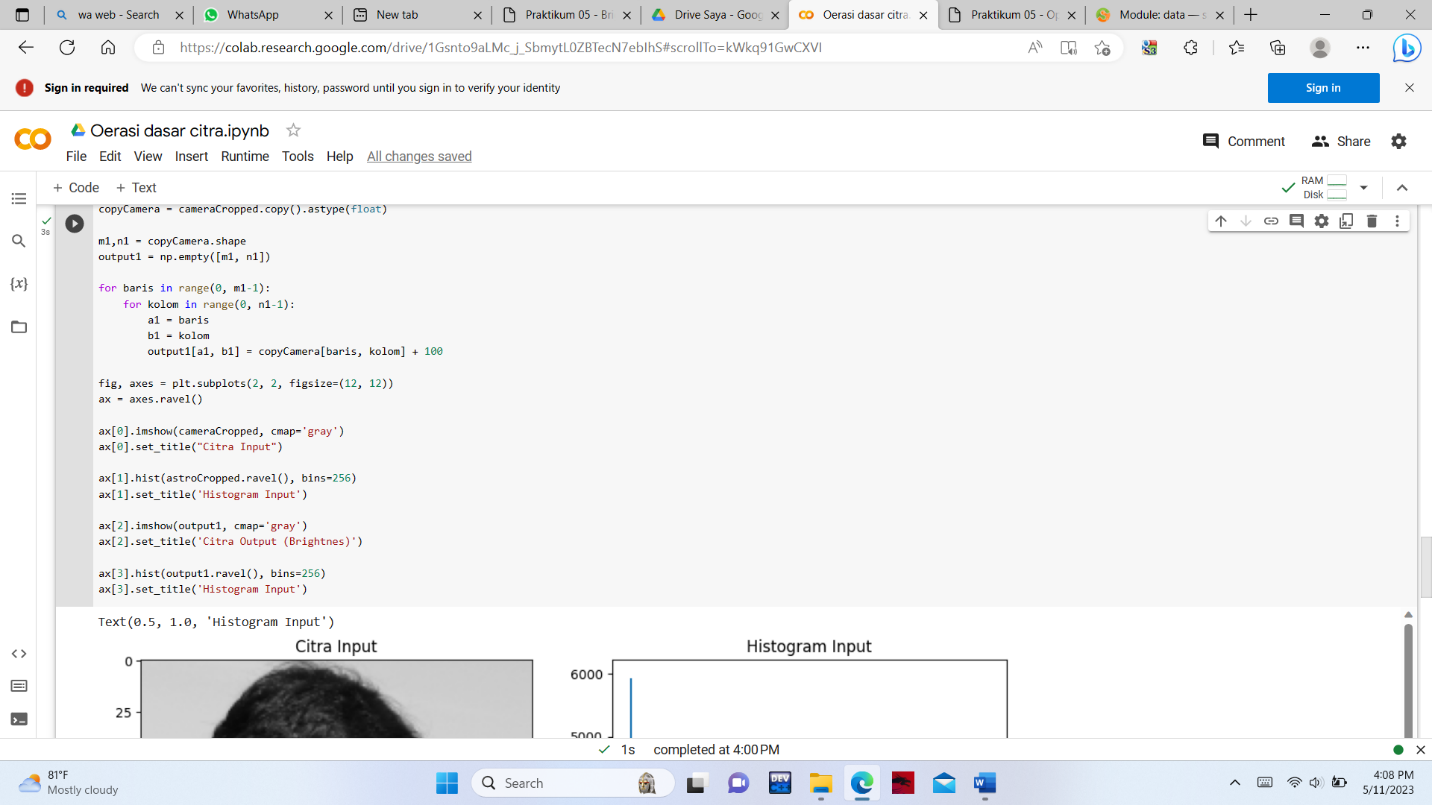 wa web - Search
WhatsApp
New tab
Praktikum 05 - Bri
Drive Saya - Goog
Oerasi dasar citra.
Praktikum 05 - Op
Module: data — s
https://colab.research.google.com/drive/1Gsnto9aLMc_j_SbmytL0ZBTecN7ebIhS#scrollTo=kWkq91GwCXVI
Sign in required We can't sync your favorites, history, password until you sign in to verify your identity
Sign in
Oerasi dasar citra.ipynb
File Edit View Insert Runtime Tools Help All changes saved
Comment
Share
+ Code + Text
RAM
Disk
3s
copyCamera = cameraCropped.copy().astype(float)
m1,n1 = copyCamera.shape
output1 = np.empty([m1, n1])
for baris in range(0, m1-1):
    for kolom in range(0, n1-1):
        a1 = baris
        b1 = kolom
        output1[a1, b1] = copyCamera[baris, kolom] + 100
fig, axes = plt.subplots(2, 2, figsize=(12, 12))
ax = axes.ravel()
ax[0].imshow(cameraCropped, cmap='gray')
ax[0].set_title("Citra Input")
ax[1].hist(astroCropped.ravel(), bins=256)
ax[1].set_title('Histogram Input')
ax[2].imshow(output1, cmap='gray')
ax[2].set_title('Citra Output (Brightnes)')
ax[3].hist(output1.ravel(), bins=256)
ax[3].set_title('Histogram Input')
Text(0.5, 1.0, 'Histogram Input')
Citra Input
Histogram Input
0
25
6000
5000
1s completed at 4:00 PM
81°F
Mostly cloudy
Search
DEV
4:08 PM
5/11/2023